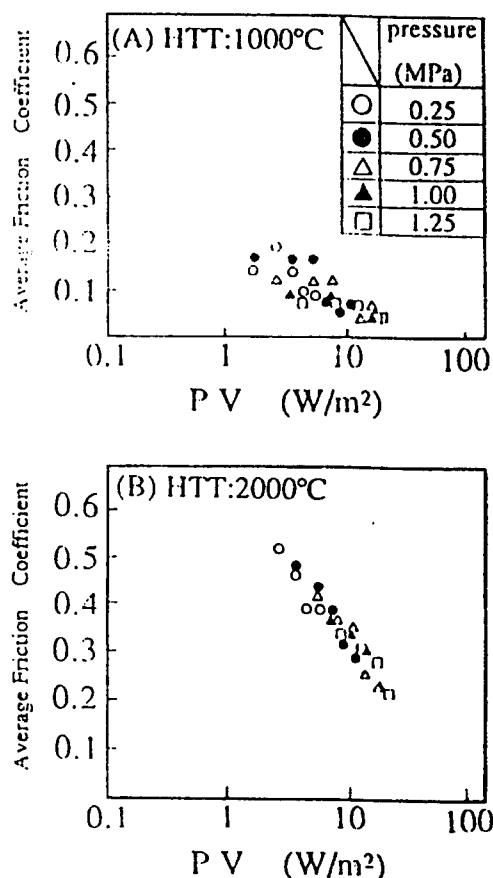 (A) HTT:1000°C
pressure
(MPa)
0.25
0.50
0.75
1.00
1.25
Average Friction Coefficient
0.6
0.5
0.4
0.3
0.2
0.1
0.1 1 10 100
P V (W/m²)
(B) HTT:2000°C
Average Friction Coefficient
0.6
0.5
0.4
0.3
0.2
0.1
0.1 1 10 100
P V (W/m²)